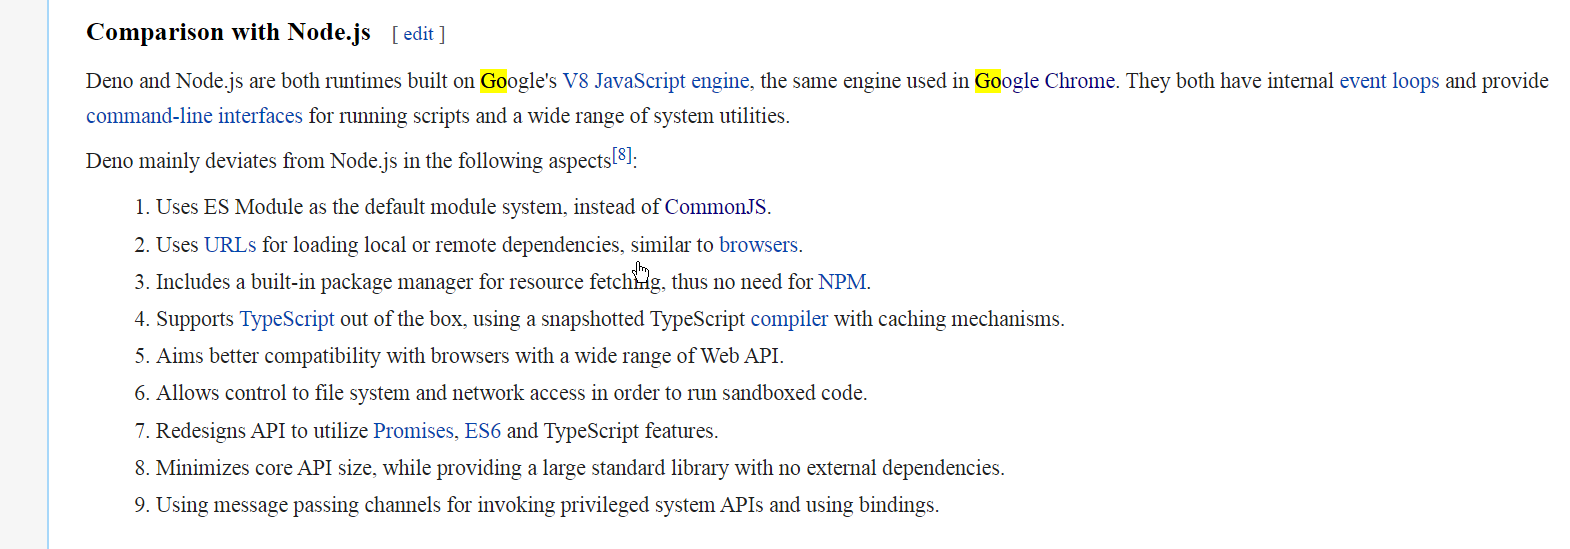 Comparison with Node.js [ edit ]
Deno and Node.js are both runtimes built on Google's V8 JavaScript engine, the same engine used in Google Chrome. They both have internal event loops and provide
command-line interfaces for running scripts and a wide range of system utilities.
Deno mainly deviates from Node.js in the following aspects[8]:
1. Uses ES Module as the default module system, instead of CommonJS.
2. Uses URLs for loading local or remote dependencies, similar to browsers.
3. Includes a built-in package manager for resource fetching, thus no need for NPM.
4. Supports TypeScript out of the box, using a snapshotted TypeScript compiler with caching mechanisms.
5. Aims better compatibility with browsers with a wide range of Web API.
6. Allows control to file system and network access in order to run sandboxed code.
7. Redesigns API to utilize Promises, ES6 and TypeScript features.
8. Minimizes core API size, while providing a large standard library with no external dependencies.
9. Using message passing channels for invoking privileged system APIs and using bindings.